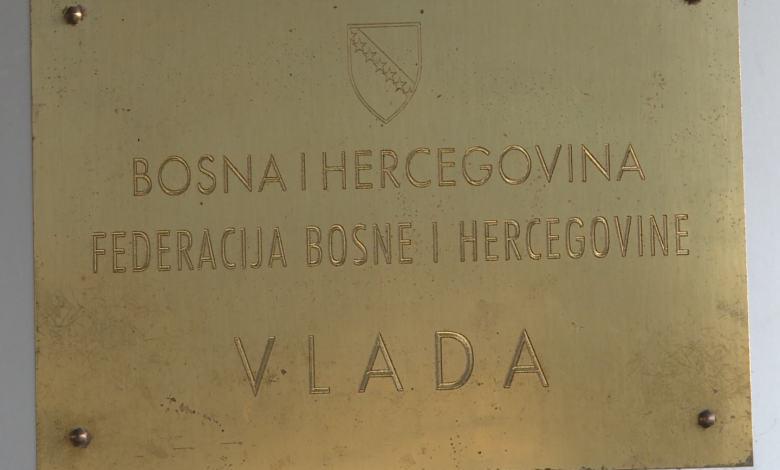 BOSNA I HERCEGOVINA
FEDERACIJA BOSNE I HERCEGOVINE
VLADA